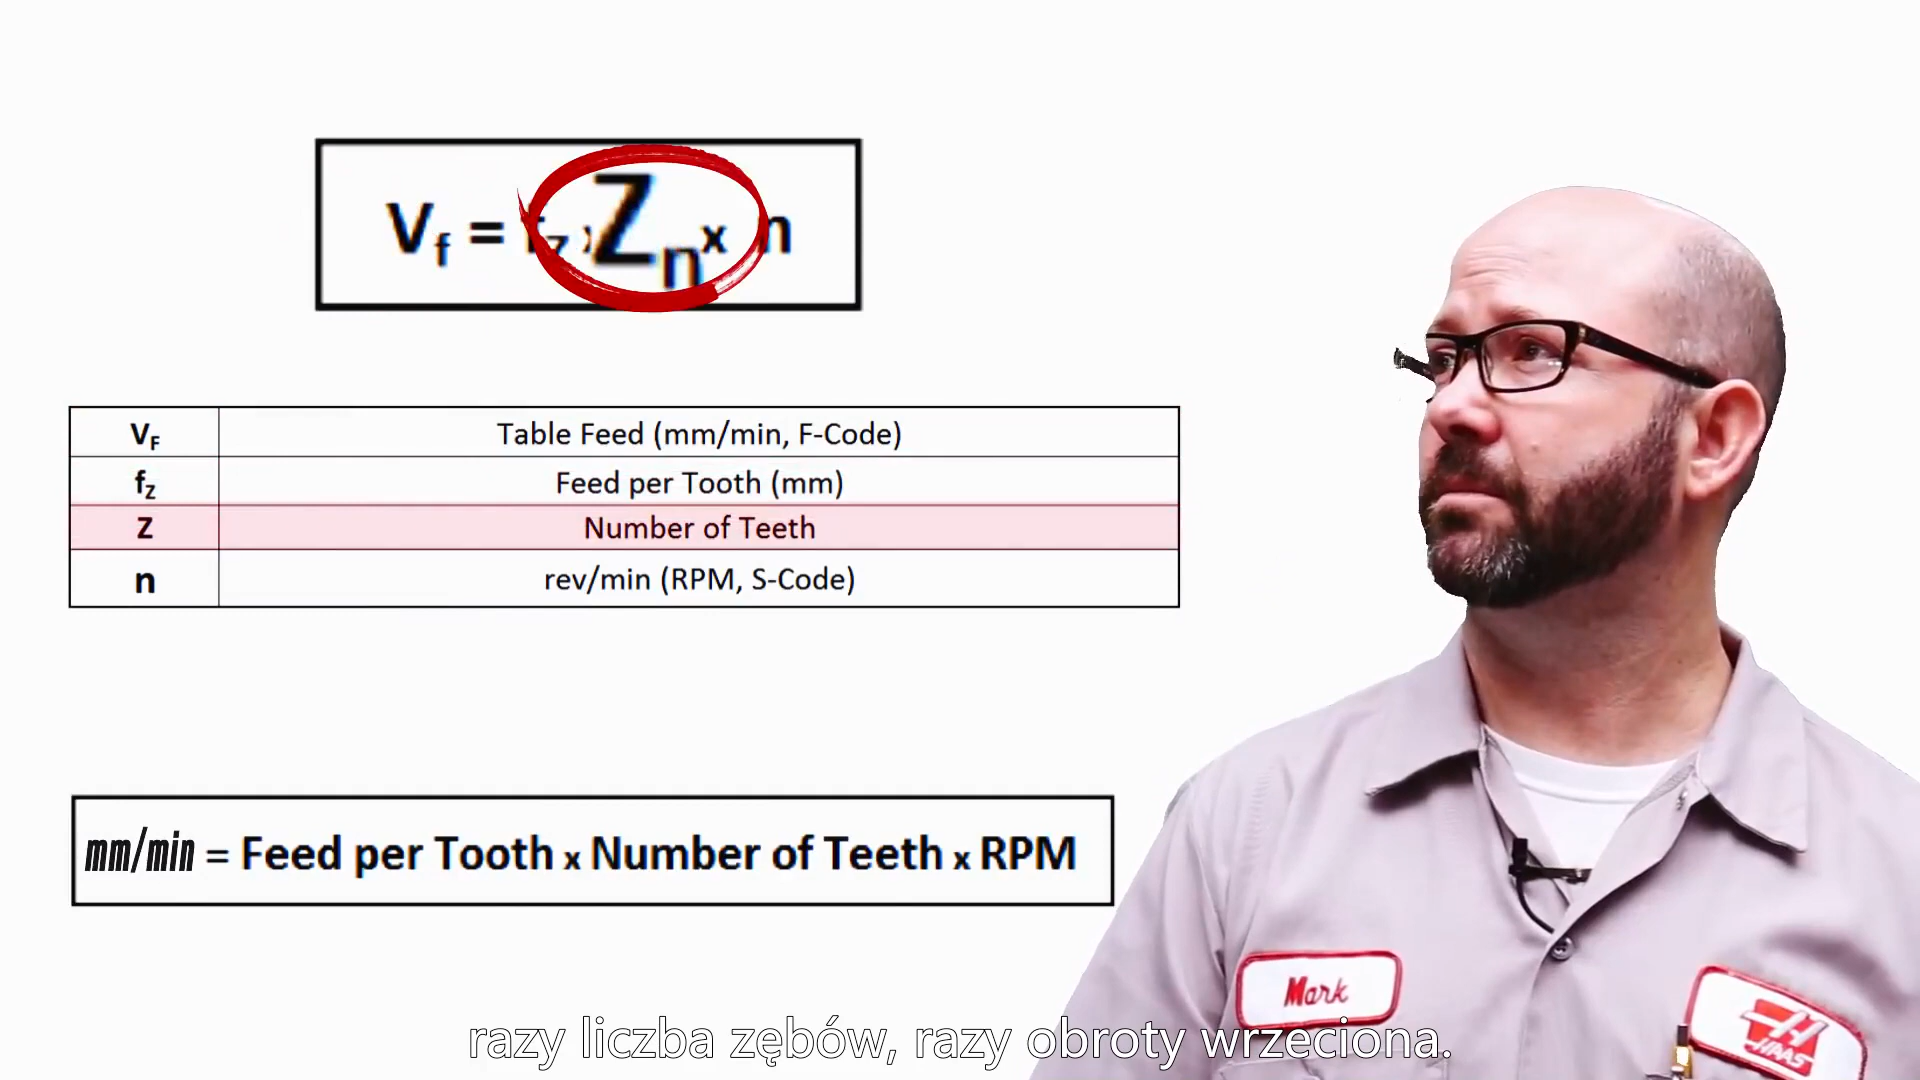 Vf = fz x Zn x n
VF Table Feed (mm/min, F-Code)
fz Feed per Tooth (mm)
Z Number of Teeth
n rev/min (RPM, S-Code)
mm/min = Feed per Tooth x Number of Teeth x RPM
Mark
HAAS
razy liczba zębów, razy obroty wrzeciona.